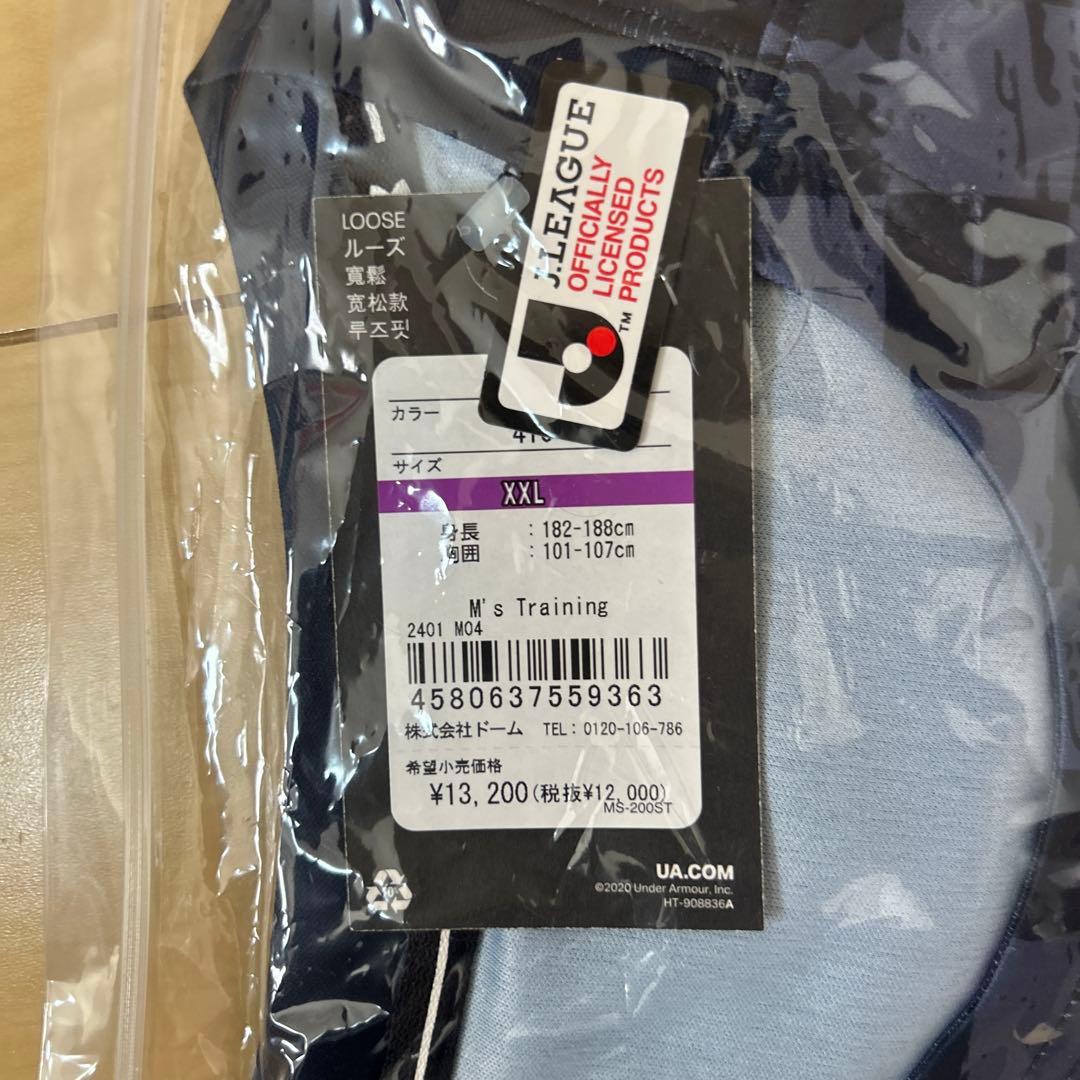 J.LEAGUE
OFFICIALLY
LICENSED
PRODUCTS
TM
LOOSE
ルーズ
寬鬆
宽松款
루즈핏
カラー
サイズ
XXL
身長 : 182-188cm
胸囲 : 101-107cm
M's Training
2401 M04
4580637559363
株式会社ドーム TEL: 0120-106-786
希望小売価格
¥13,200(税抜¥12,000)
MS-200ST
UA.COM
©2020 Under Armour, Inc.
HT-908836A